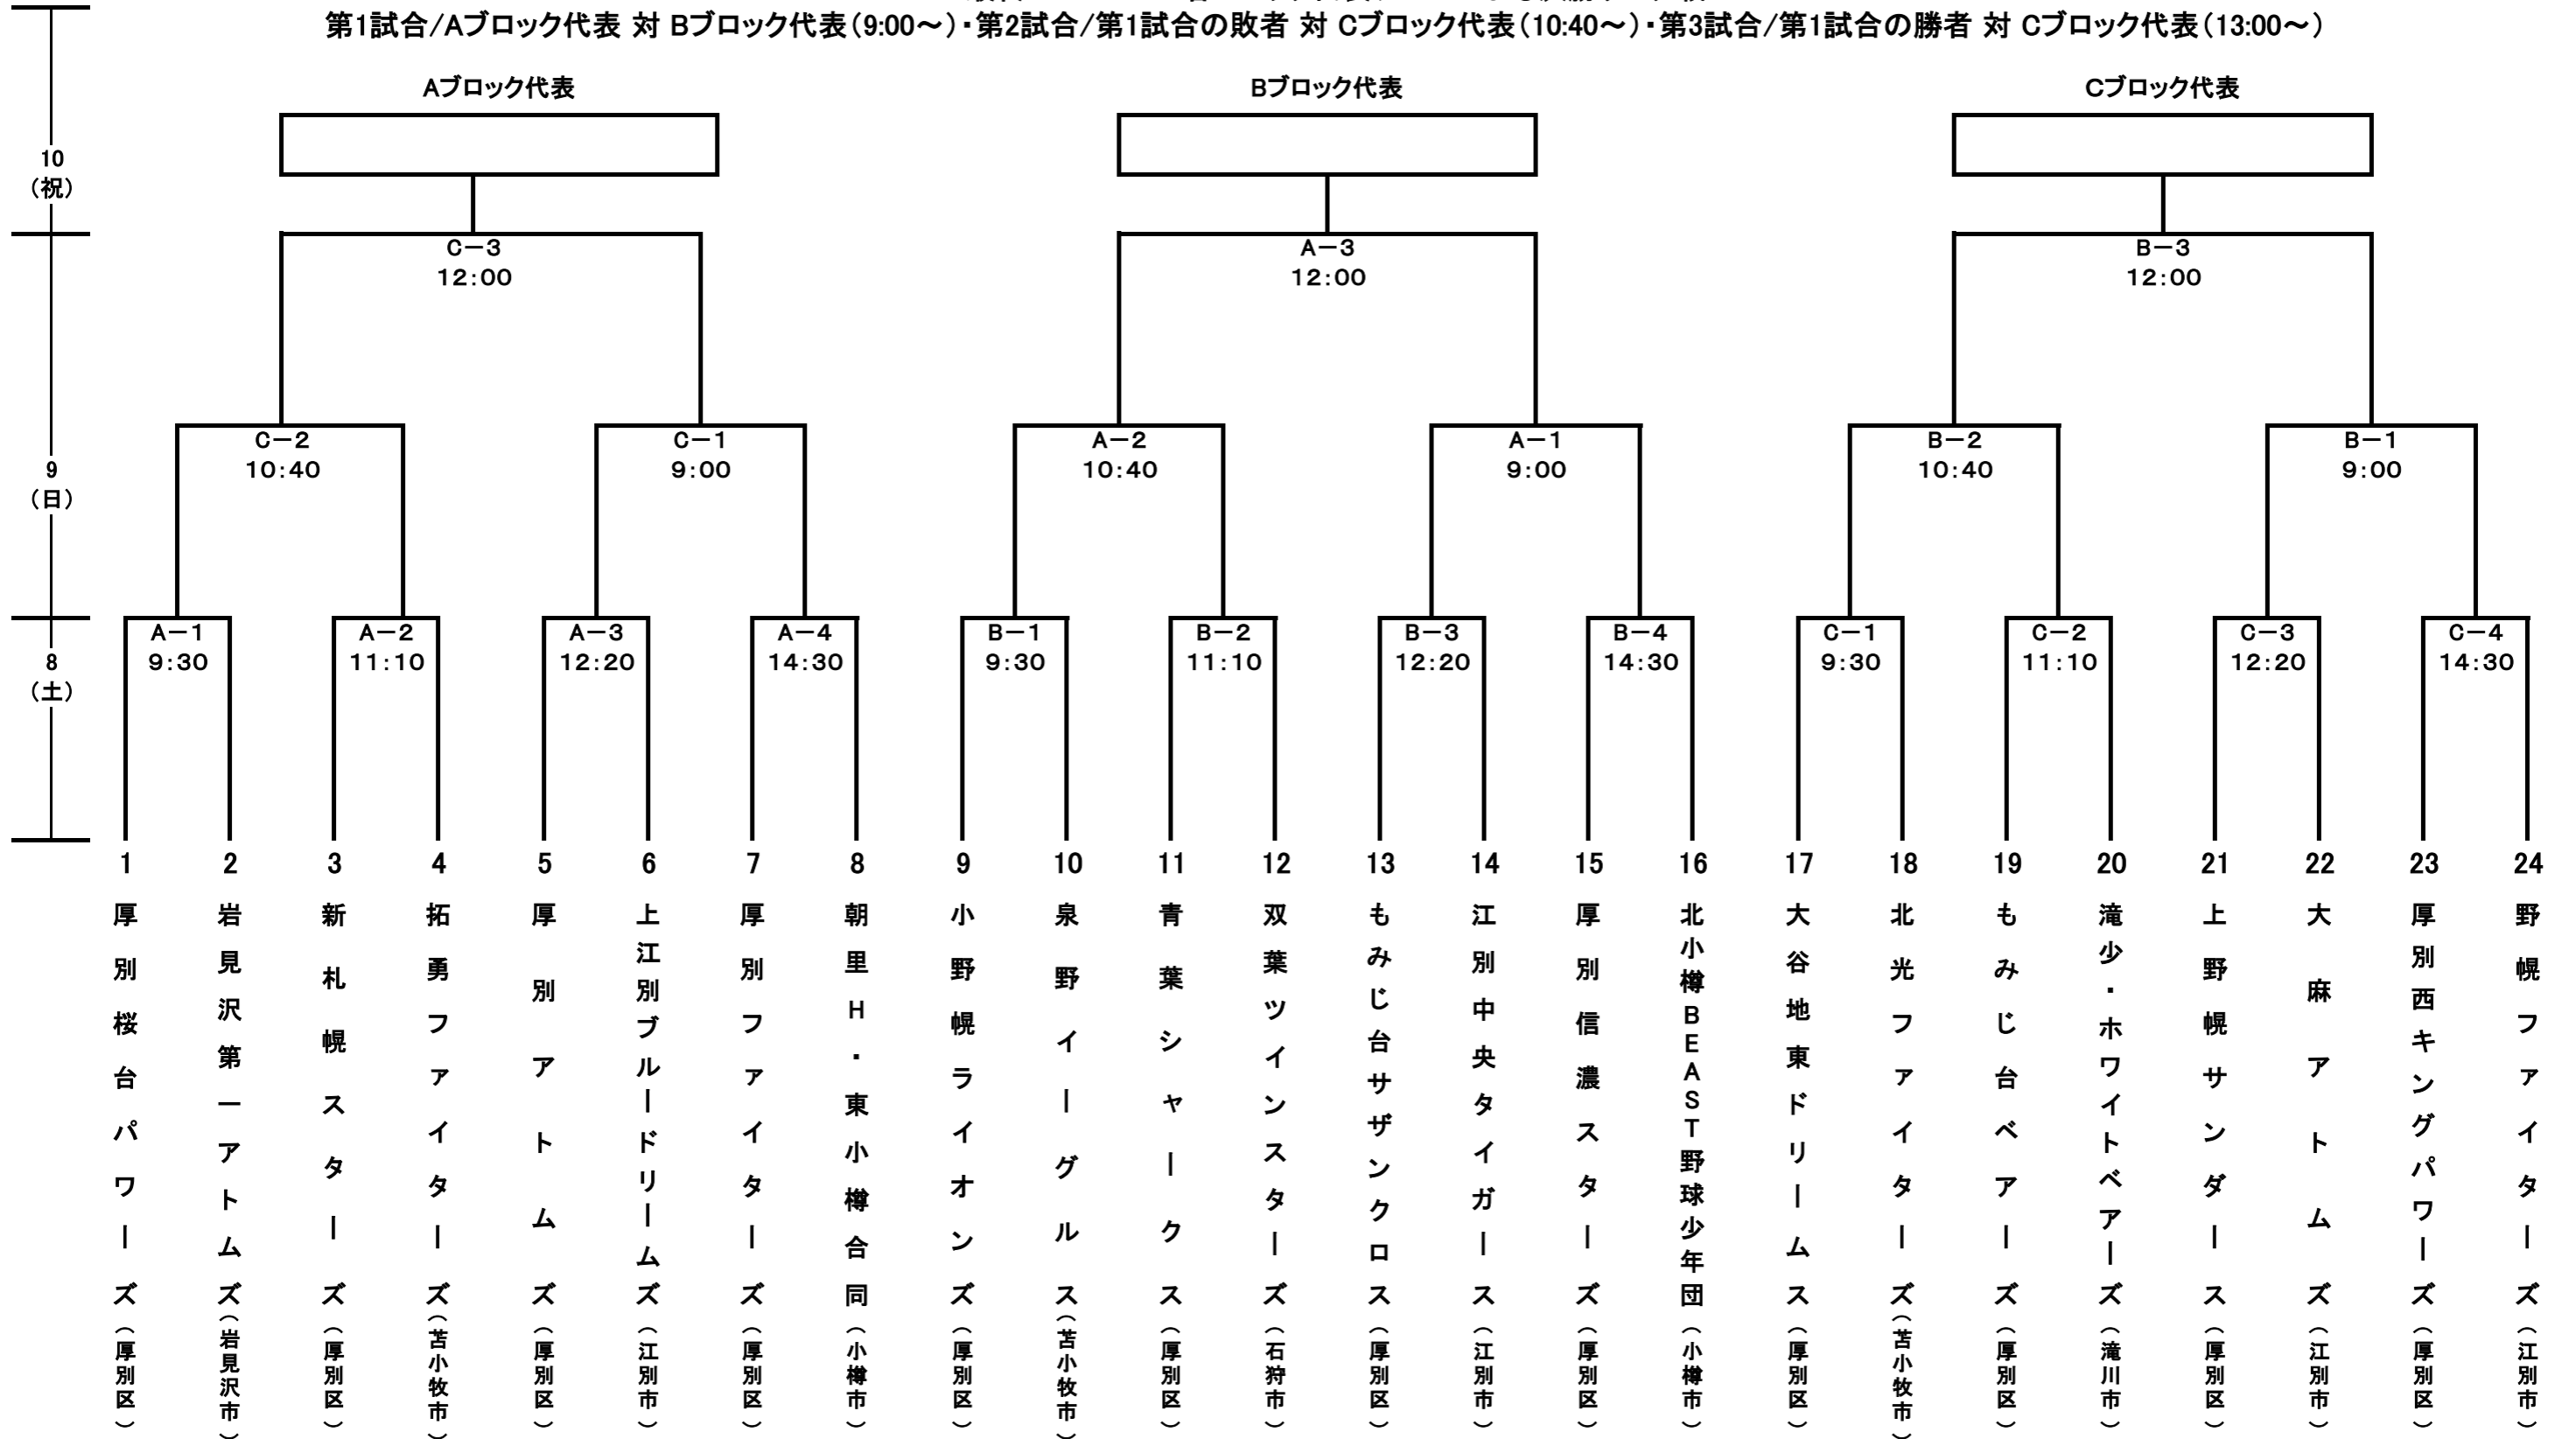 第1試合/Aブロック代表 対 Bブロック代表(9:00～)・第2試合/第1試合の敗者 対 Cブロック代表(10:40～)・第3試合/第1試合の勝者 対 Cブロック代表(13:00～)
Aブロック代表
Bブロック代表
Cブロック代表
10
(祝)
C－3
12:00
A－3
12:00
B－3
12:00
9
(日)
C－2
10:40
C－1
9:00
A－2
10:40
A－1
9:00
B－2
10:40
B－1
9:00
8
(土)
A－1
9:30
A－2
11:10
A－3
12:20
A－4
14:30
B－1
9:30
B－2
11:10
B－3
12:20
B－4
14:30
C－1
9:30
C－2
11:10
C－3
12:20
C－4
14:30
1
厚別桜台パワーズ(厚別区)
2
岩見沢第一アトムズ(岩見沢市)
3
新札幌スターズ(厚別区)
4
拓勇ファイターズ(苫小牧市)
5
厚別アトムズ(厚別区)
6
上江別ブルードリームズ(江別市)
7
厚別ファイターズ(厚別区)
8
朝里H・東小樽合同(小樽市)
9
小野幌ライオンズ(厚別区)
10
泉野イーグルス(苫小牧市)
11
青葉シャークス(厚別区)
12
双葉ツインスターズ(石狩市)
13
もみじ台サザンクロス(厚別区)
14
江別中央タイガース(江別市)
15
厚別信濃スターズ(厚別区)
16
北小樽BEAST野球少年団(小樽市)
17
大谷地東ドリームス(厚別区)
18
北光ファイターズ(苫小牧市)
19
もみじ台ベアーズ(厚別区)
20
滝少・ホワイトベアーズ(滝川市)
21
上野幌サンダース(厚別区)
22
大麻アトムズ(江別市)
23
厚別西キングパワーズ(厚別区)
24
野幌ファイターズ(江別市)